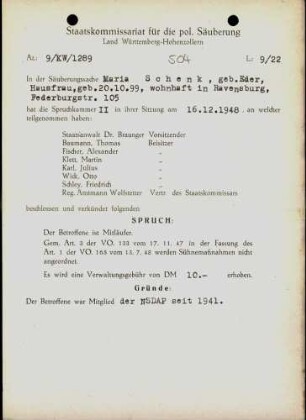 Staatskommissariat für die pol. Säuberung
Land Württemberg-Hohenzollern
Az.: 9/KW/1289 504 L: 9/22
In der Säuberungssache Maria Schenk, geb.Eder,
Hausfrau,geb.20.10.99, wohnhaft in Ravensburg,
Federburgstr. 105
hat die Spruchkammer II in ihrer Sitzung am 16.12.1948 , an welcher
teilgenommen haben:
Staatsanwalt Dr. Vorsitzender
Baumann, Thomas Beisitzer
Fischer, Alexander "
Klett, Martin "
Karl, Julius "
Wick, Otto "
Schley, Friedrich "
Reg. Amtmann Vertr. des Staatskommissars
beschlossen und verkündet folgenden
SPRUCH:
Der Betroffene ist Mitläufer.
Gem. Art. 2 der VO. 133 vom 17. 11. 47 in der Fassung des
Art. 1 der VO. 165 vom 13. 7. 48 werden Sühnemaßnahmen nicht
angeordnet.
Es wird eine Verwaltungsgebühr von DM 10.- erhoben.
Gründe:
Der Betroffene war Mitglied der NSDAP seit 1941.